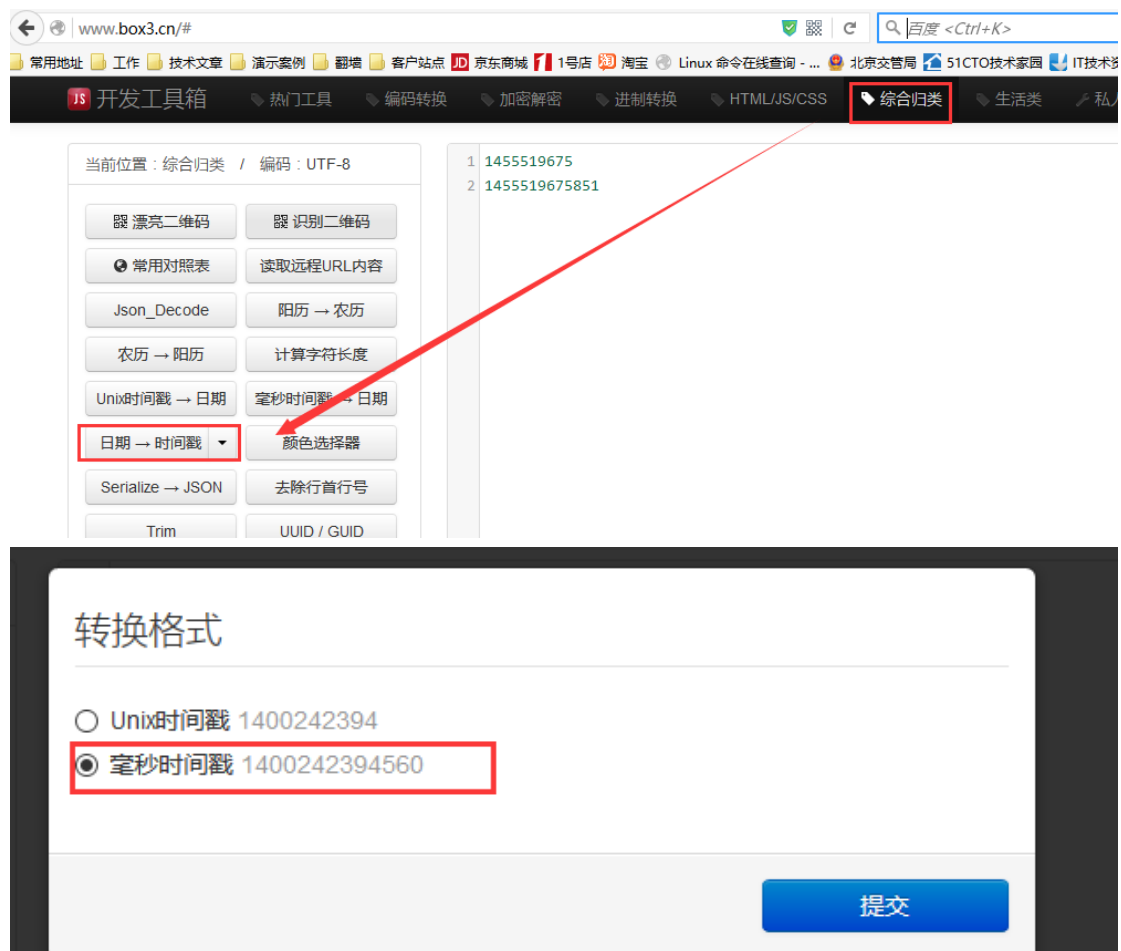 www.box3.cn/#
百度 <Ctrl+K>
常用地址 工作 技术文章 演示案例 翻墙 客户站点 JD 京东商城 1 1号店 淘 淘宝 Linux 命令在线查询 - ... 北京交管局 51CTO技术家园 IT技术资
JS 开发工具箱 热门工具 编码转换 加密解密 进制转换 HTML/JS/CSS 综合归类 生活类 私人
当前位置：综合归类 / 编码：UTF-8
1 1455519675
2 1455519675851
漂亮二维码 识别二维码
常用对照表 读取远程URL内容
Json_Decode 阳历 → 农历
农历 → 阳历 计算字符长度
Unix时间戳 → 日期 毫秒时间戳 → 日期
日期 → 时间戳 颜色选择器
Serialize → JSON 去除行首行号
Trim UUID / GUID
转换格式
Unix时间戳 1400242394
毫秒时间戳 1400242394560
提交